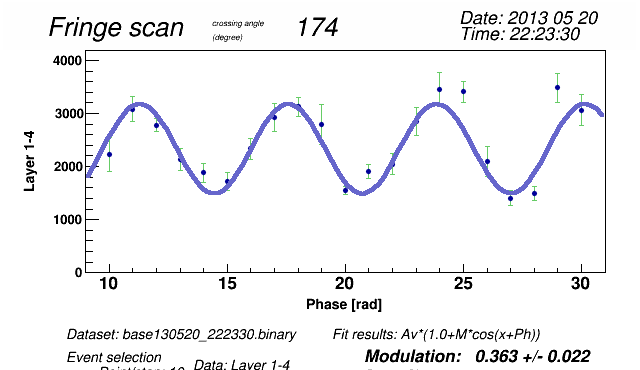 Fringe scan crossing angle (degree) 174
Date: 2013 05 20
Time: 22:23:30
4000
3000
2000
1000
0
Layer 1-4
10 15 20 25 30
Phase [rad]
Dataset: base130520_222330.binary Fit results: Av*(1.0+M*cos(x+Ph))
Event selection Data: Layer 1-4 Modulation: 0.363 +/- 0.022